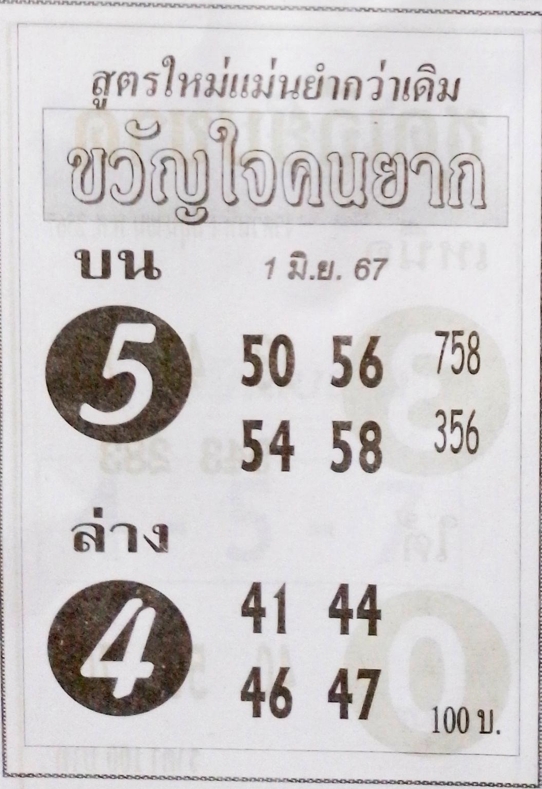 สูตรใหม่แม่นยำกว่าเดิม
ขวัญใจคนยาก
บน 1 มิ.ย. 67
5 50 56 758
54 58 356
ล่าง
4 41 44
46 47 100 บ.